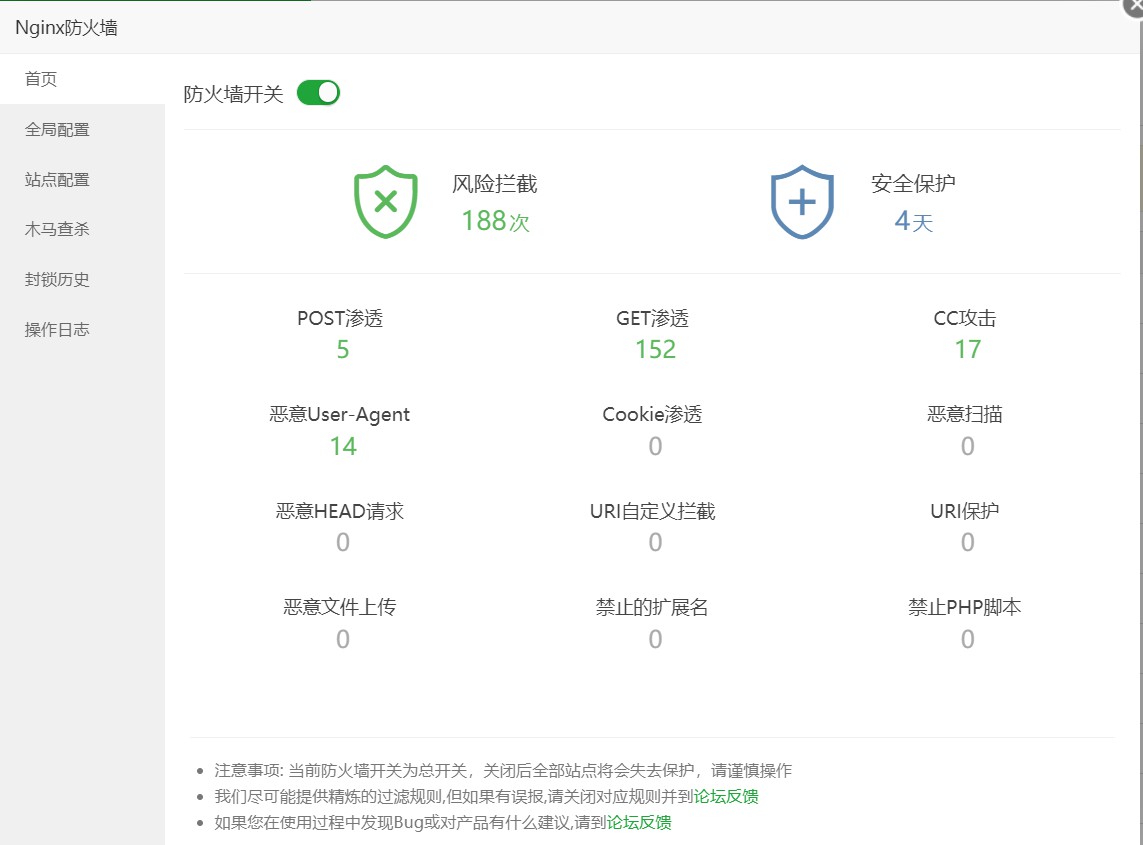 Nginx防火墙
首页
全局配置
站点配置
木马查杀
封锁历史
操作日志
防火墙开关
风险拦截
188次
安全保护
4天
POST渗透
5
GET渗透
152
CC攻击
17
恶意User-Agent
14
Cookie渗透
0
恶意扫描
0
恶意HEAD请求
0
URI自定义拦截
0
URI保护
0
恶意文件上传
0
禁止的扩展名
0
禁止PHP脚本
0
注意事项: 当前防火墙开关为总开关，关闭后全部站点将会失去保护，请谨慎操作
我们尽可能提供精炼的过滤规则,但如果有误报,请关闭对应规则并到论坛反馈
如果您在使用过程中发现Bug或对产品有什么建议,请到论坛反馈